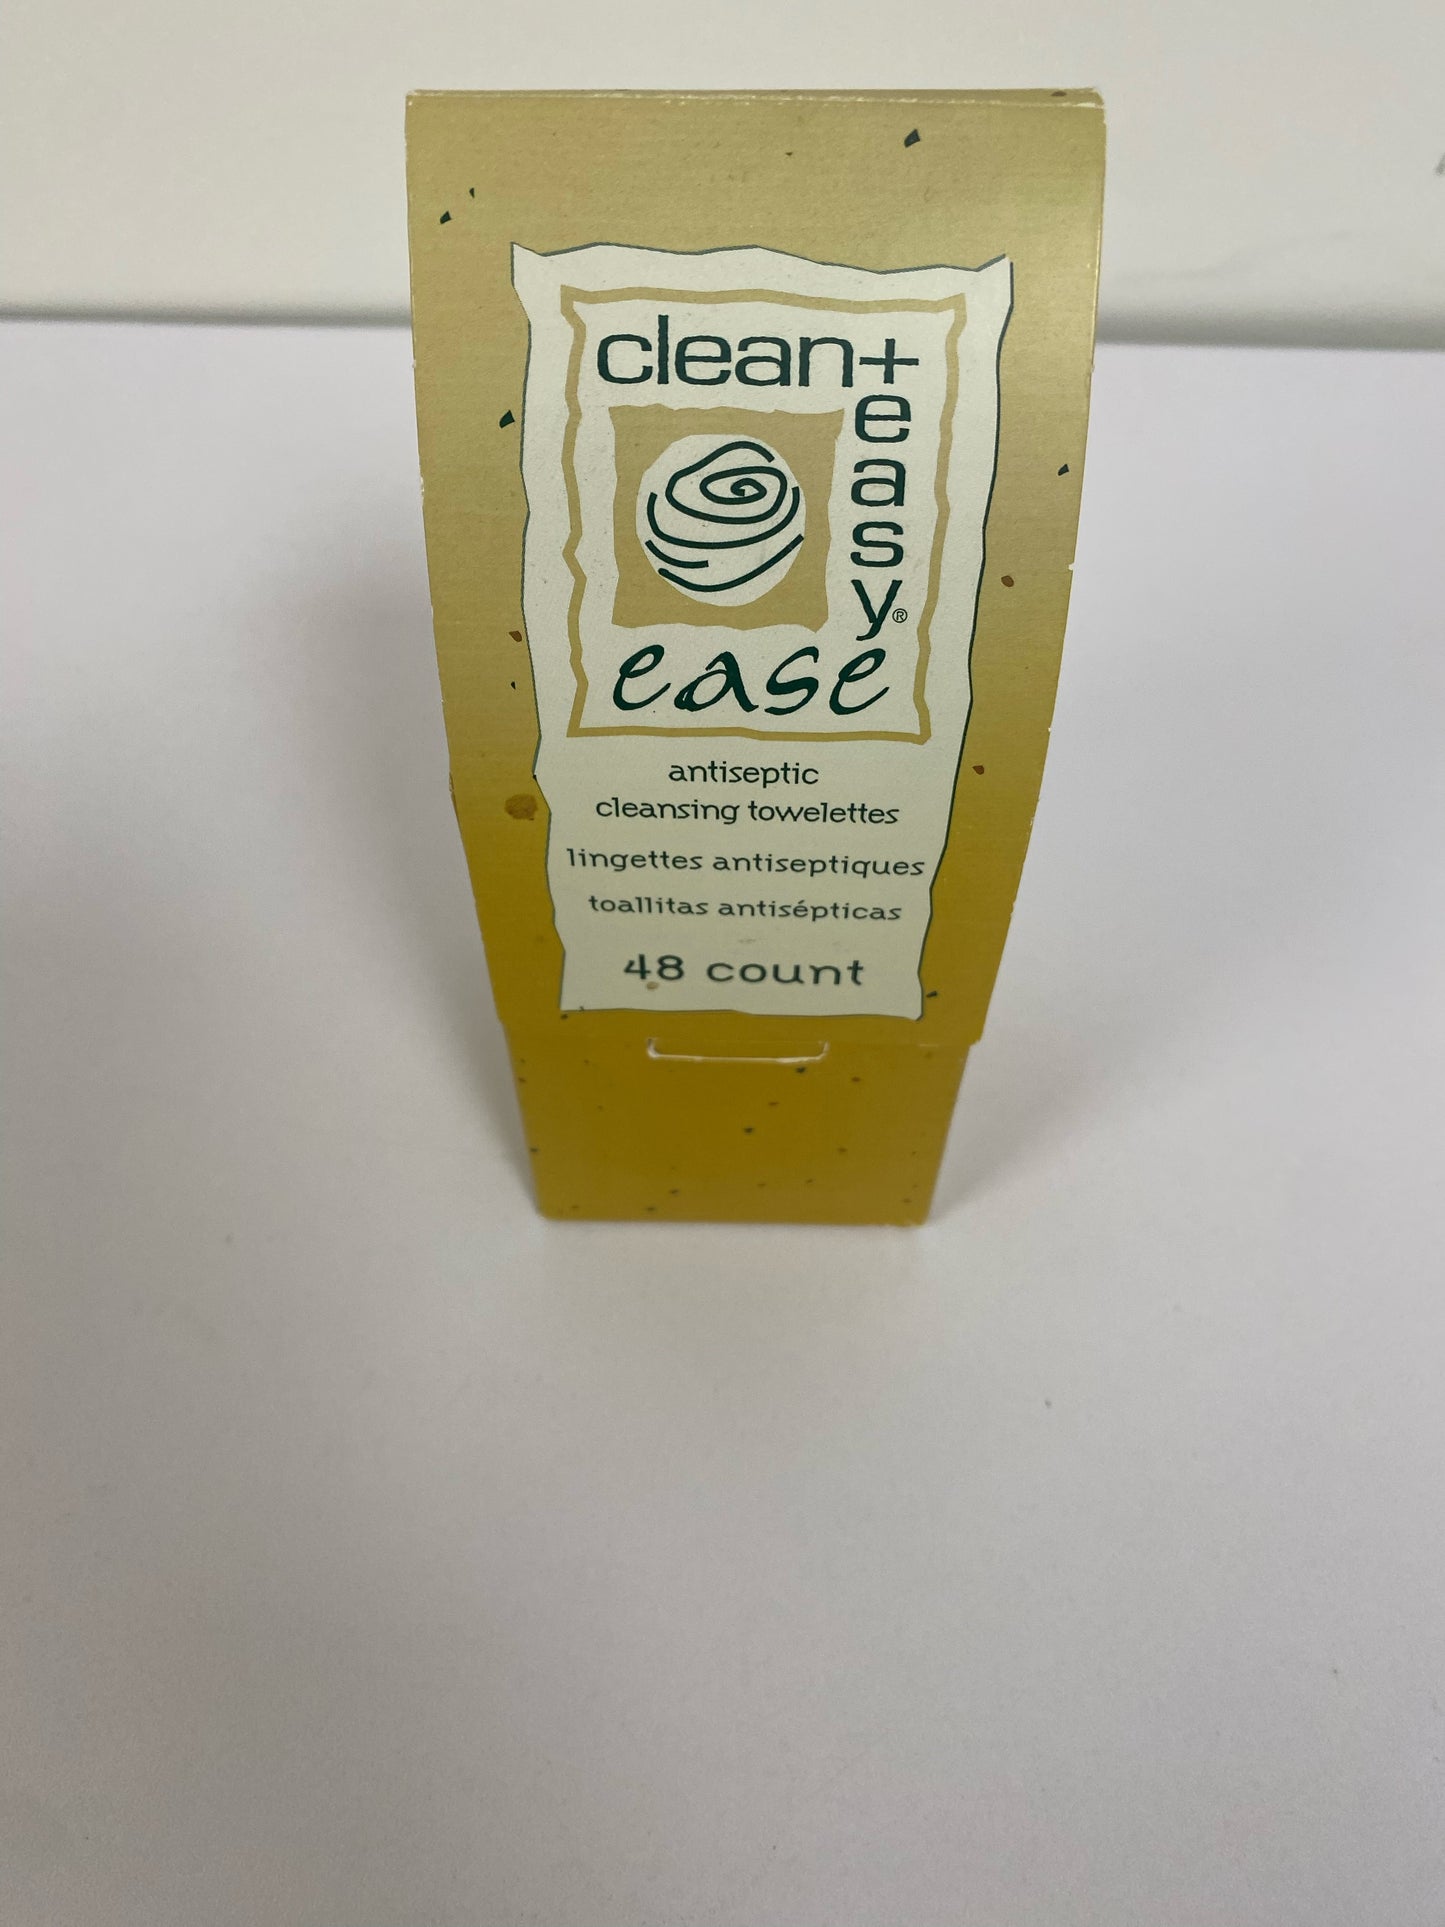 clean+
easy®
ease
antiseptic
cleansing towelettes
lingettes antiseptiques
toallitas antisépticas
48 count